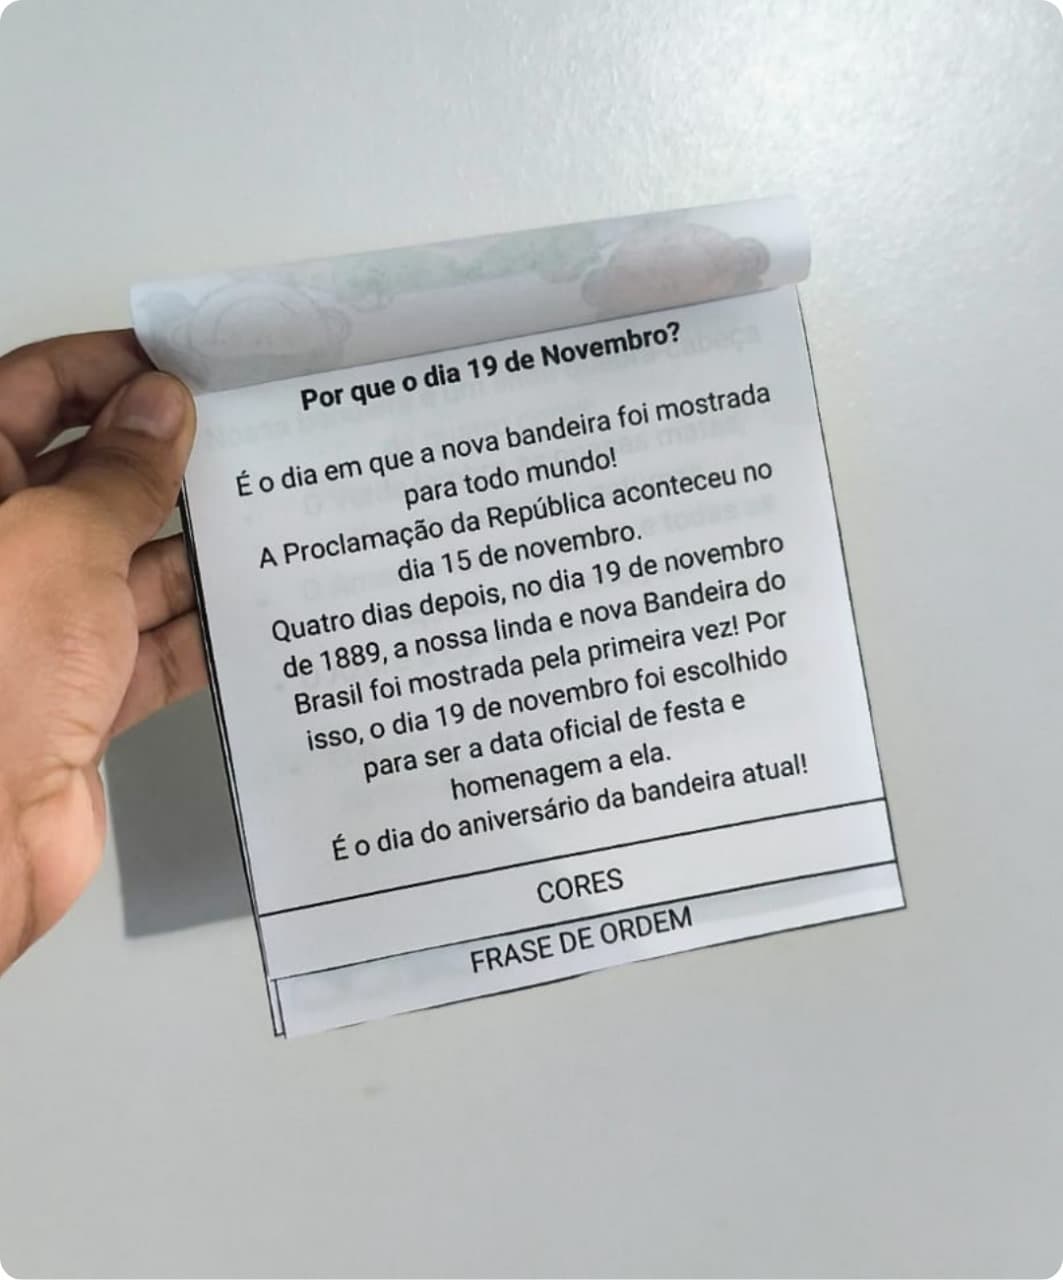 Por que o dia 19 de Novembro?
É o dia em que a nova bandeira foi mostrada
para todo mundo!
A Proclamação da República aconteceu no
dia 15 de novembro.
Quatro dias depois, no dia 19 de novembro
de 1889, a nossa linda e nova Bandeira do
Brasil foi mostrada pela primeira vez! Por
isso, o dia 19 de novembro foi escolhido
para ser a data oficial de festa e
homenagem a ela.
É o dia do aniversário da bandeira atual!
CORES
FRASE DE ORDEM